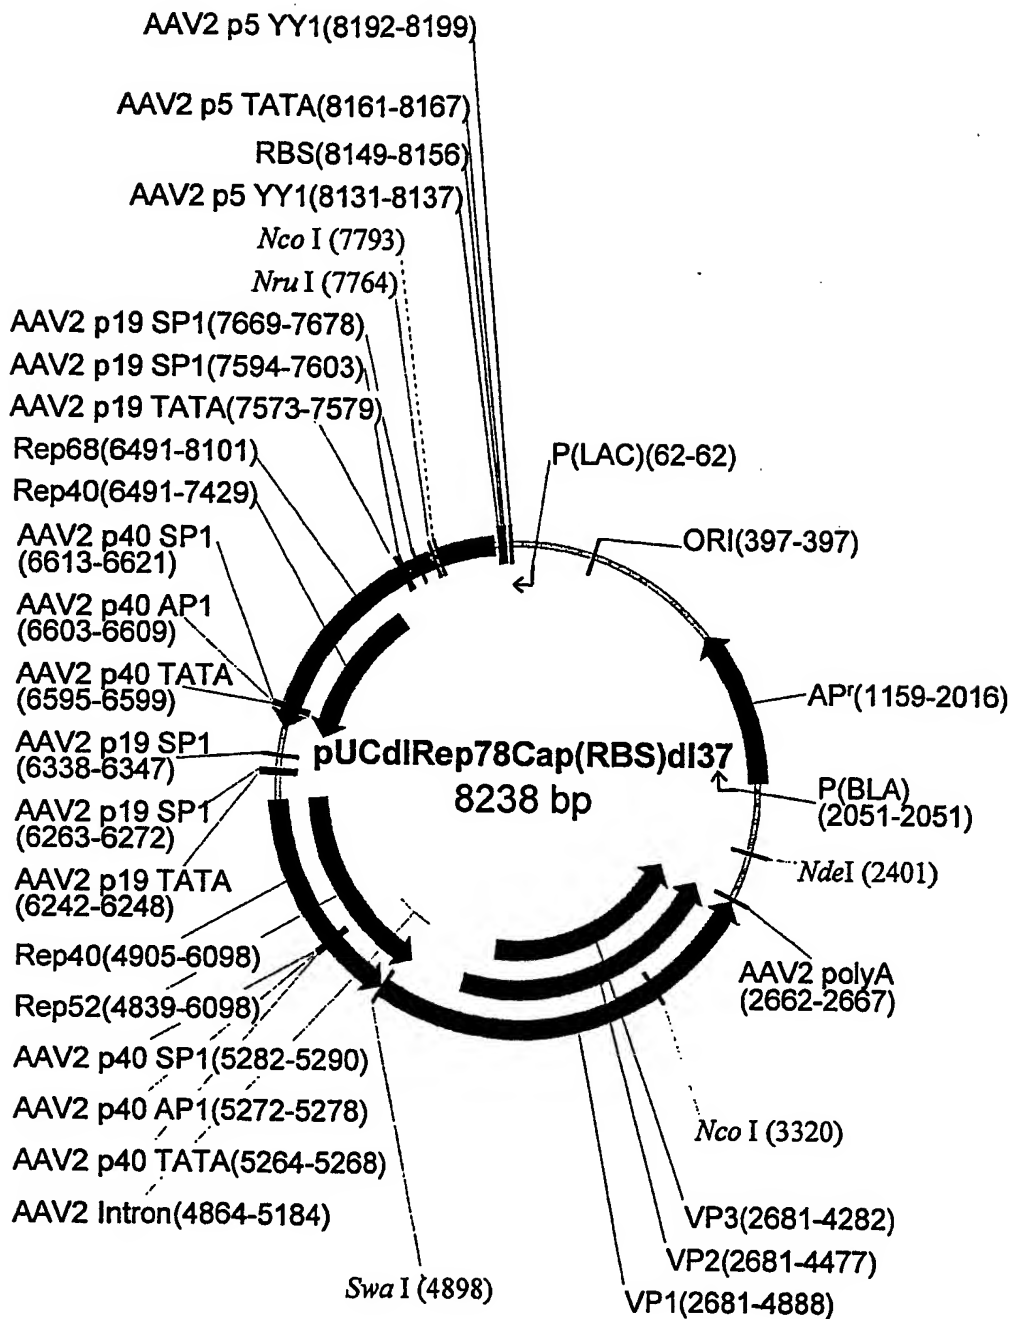 AAV2 p5 YY1(8192-8199)
AAV2 p5 TATA(8161-8167)
RBS(8149-8156)
AAV2 p5 YY1(8131-8137)
Nco I (7793)
Nru I (7764)
AAV2 p19 SP1(7669-7678)
AAV2 p19 SP1(7594-7603)
AAV2 p19 TATA(7573-7579)
Rep68(6491-8101)
Rep40(6491-7429)
AAV2 p40 SP1
(6613-6621)
AAV2 p40 AP1
(6603-6609)
AAV2 p40 TATA
(6595-6599)
AAV2 p19 SP1
(6338-6347)
AAV2 p19 SP1
(6263-6272)
AAV2 p19 TATA
(6242-6248)
Rep40(4905-6098)
Rep52(4839-6098)
AAV2 p40 SP1(5282-5290)
AAV2 p40 AP1(5272-5278)
AAV2 p40 TATA(5264-5268)
AAV2 Intron(4864-5184)
Swa I (4898)
P(LAC)(62-62)
ORI(397-397)
APr(1159-2016)
pUCdlRep78Cap(RBS)dl37
8238 bp
P(BLA)
(2051-2051)
NdeI (2401)
AAV2 polyA
(2662-2667)
Nco I (3320)
VP3(2681-4282)
VP2(2681-4477)
VP1(2681-4888)